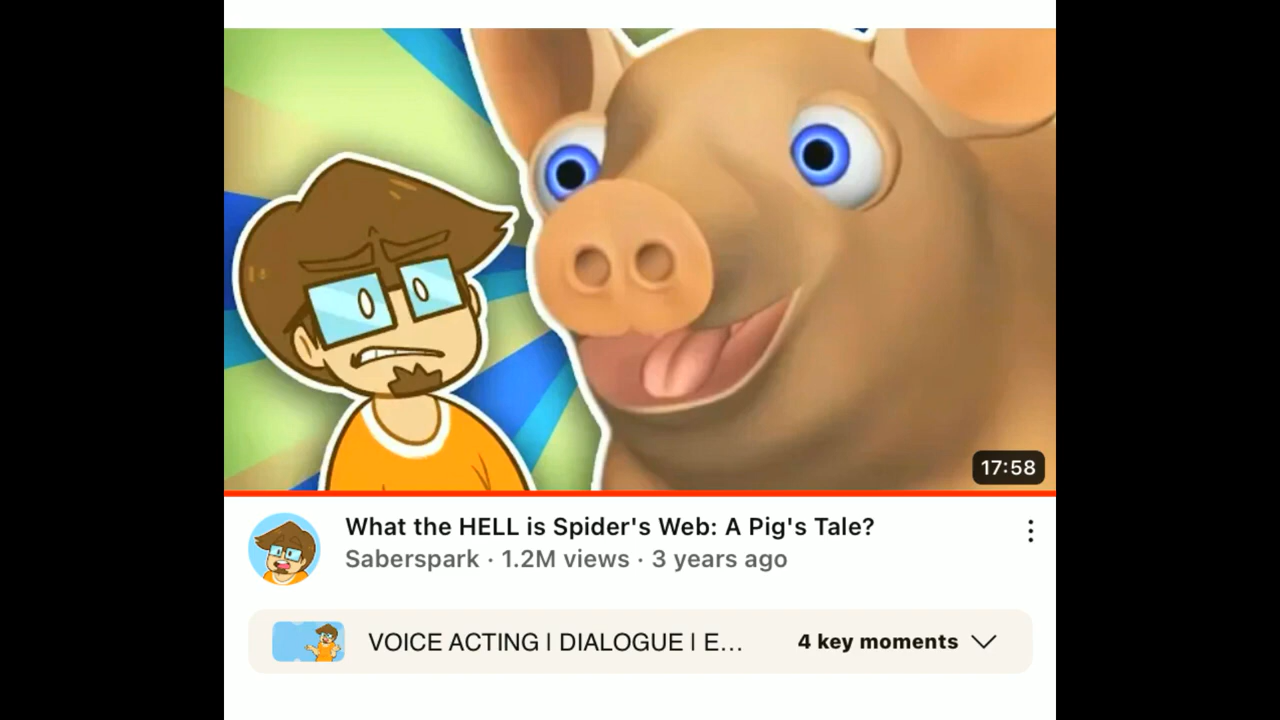 17:58
What the HELL is Spider's Web: A Pig's Tale?
Saberspark · 1.2M views · 3 years ago
VOICE ACTING | DIALOGUE | E... 4 key moments